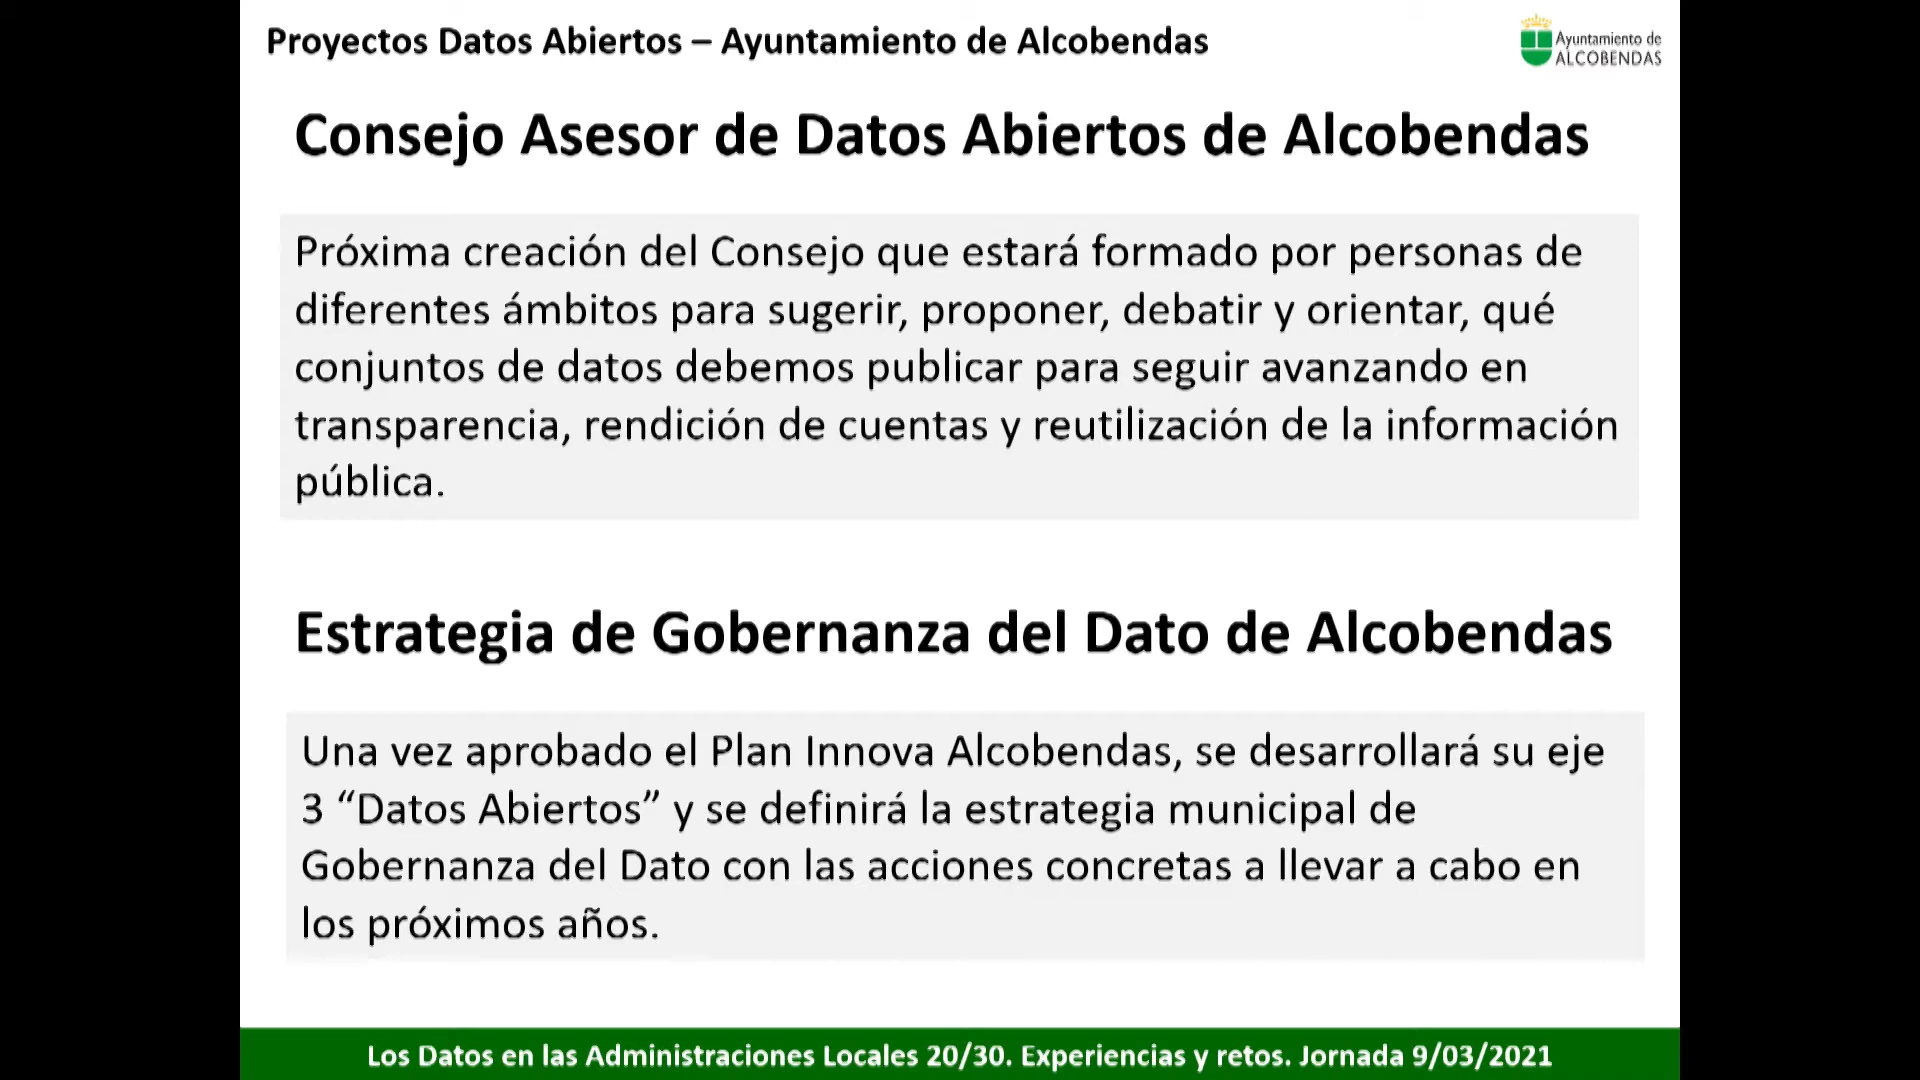 Proyectos Datos Abiertos – Ayuntamiento de Alcobendas
Ayuntamiento de
ALCOBENDAS
Consejo Asesor de Datos Abiertos de Alcobendas
Próxima creación del Consejo que estará formado por personas de
diferentes ámbitos para sugerir, proponer, debatir y orientar, qué
conjuntos de datos debemos publicar para seguir avanzando en
transparencia, rendición de cuentas y reutilización de la información
pública.
Estrategia de Gobernanza del Dato de Alcobendas
Una vez aprobado el Plan Innova Alcobendas, se desarrollará su eje
3 “Datos Abiertos” y se definirá la estrategia municipal de
Gobernanza del Dato con las acciones concretas a llevar a cabo en
los próximos años.
Los Datos en las Administraciones Locales 20/30. Experiencias y retos. Jornada 9/03/2021